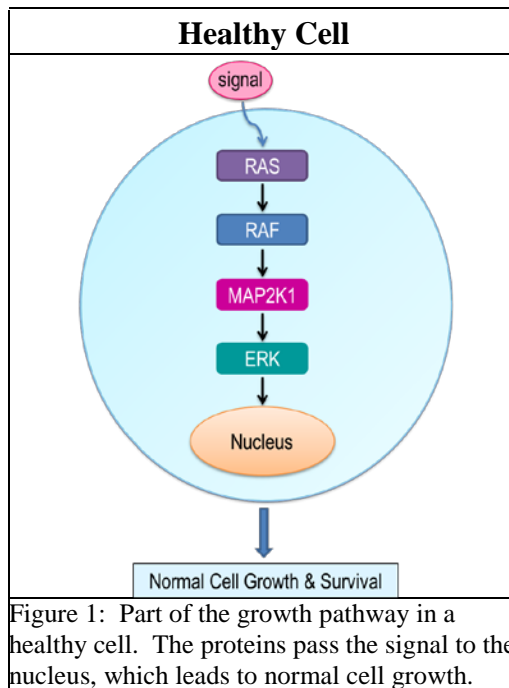 Healthy Cell
signal
RAS
RAF
MAP2K1
ERK
Nucleus
Normal Cell Growth & Survival
Figure 1: Part of the growth pathway in a
healthy cell. The proteins pass the signal to the
nucleus, which leads to normal cell growth.